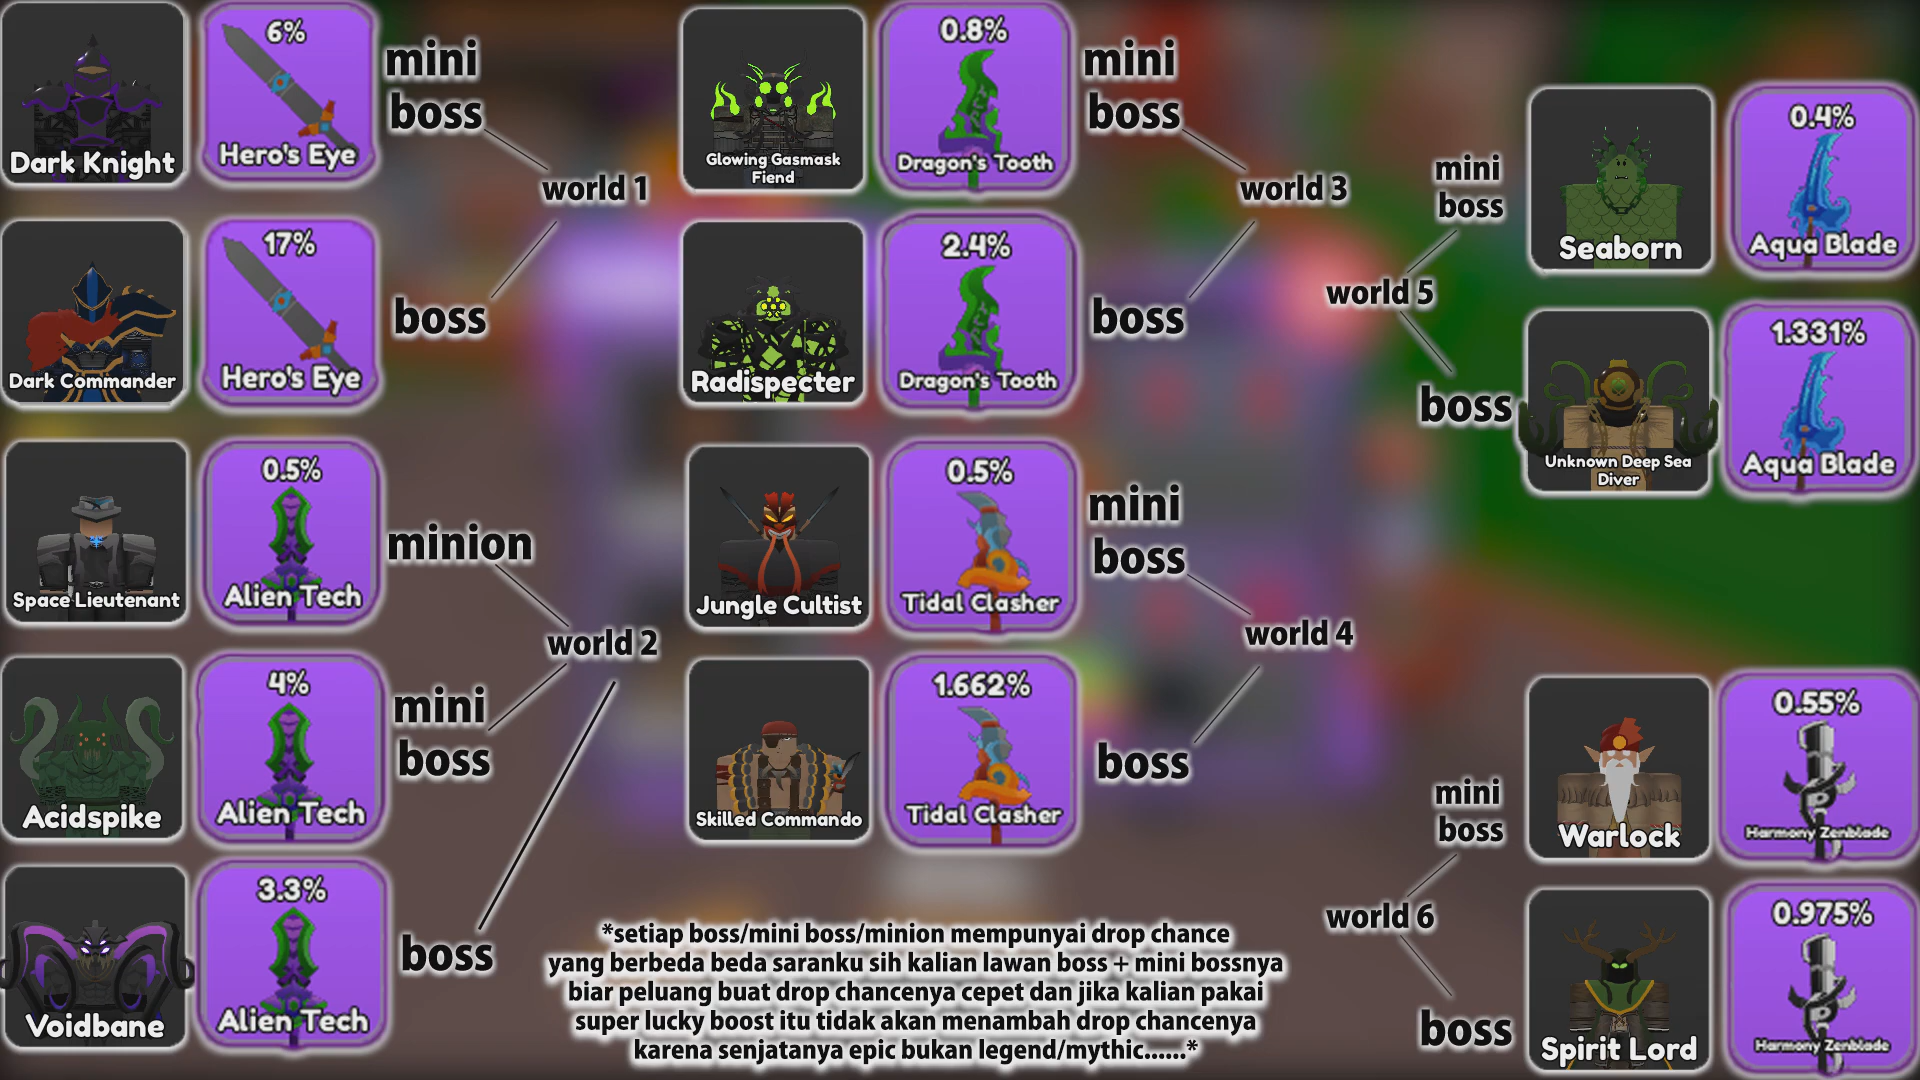 6%
Hero's Eye
Dark Knight
mini
boss
17%
Hero's Eye
Dark Commander
boss
world 1
0.5%
Alien Tech
Space Lieutenant
minion
4%
Alien Tech
Acidspike
mini
boss
3.3%
Alien Tech
Voidbane
boss
world 2
0.8%
Dragon's Tooth
Glowing Gasmask
Fiend
mini
boss
2.4%
Dragon's Tooth
Radispecter
boss
world 3
0.5%
Tidal Clasher
Jungle Cultist
mini
boss
1.662%
Tidal Clasher
Skilled Commando
boss
world 4
0.4%
Aqua Blade
Seaborn
mini
boss
1.331%
Aqua Blade
Unknown Deep Sea
Diver
boss
world 5
0.55%
Harmony Zenblade
Warlock
mini
boss
0.975%
Harmony Zenblade
Spirit Lord
boss
world 6
*setiap boss/mini boss/minion mempunyai drop chance
yang berbeda beda saranku sih kalian lawan boss + mini bossnya
biar peluang buat drop chancenya cepet dan jika kalian pakai
super lucky boost itu tidak akan menambah drop chancenya
karena senjatanya epic bukan legend/mythic......*